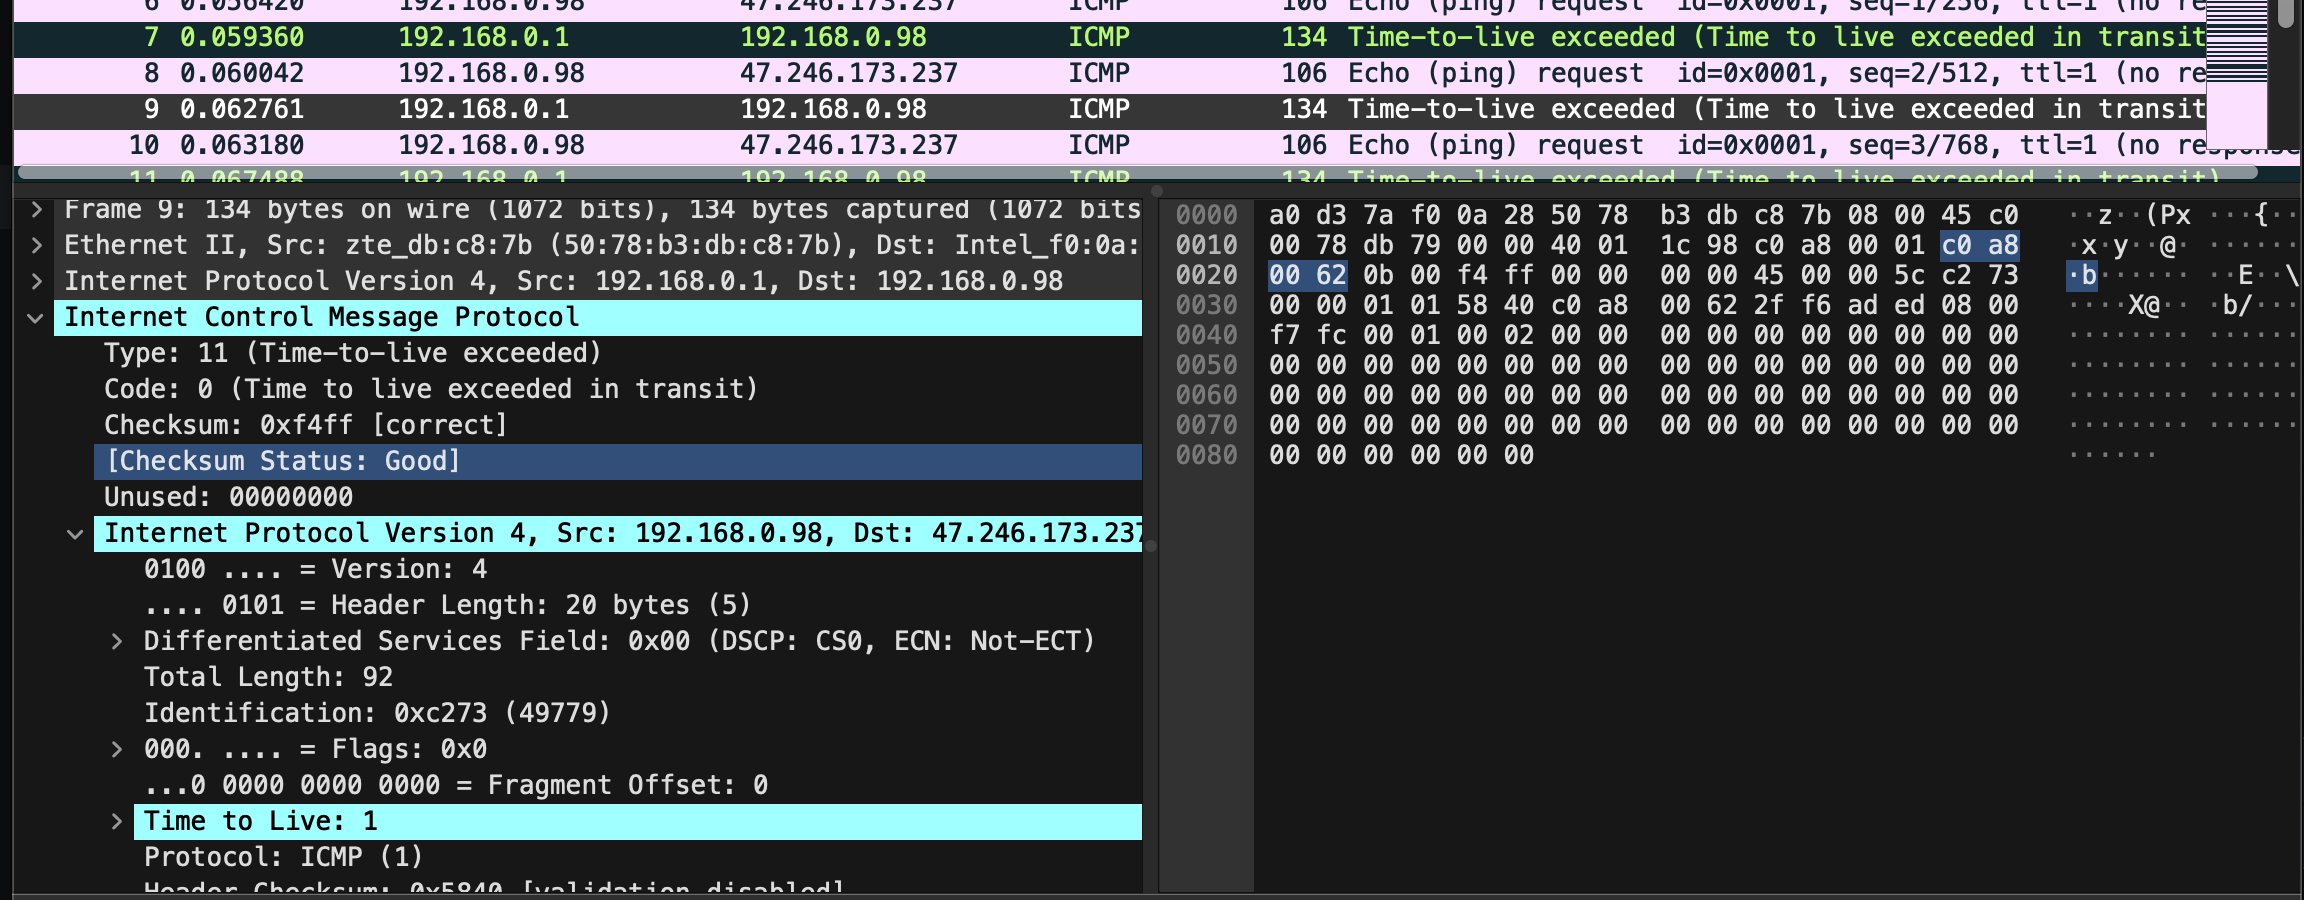 6 0.056420 192.168.0.98 47.246.173.237 ICMP 106 Echo (ping) request id=0x0001, seq=1/256, ttl=1 (no re
7 0.059360 192.168.0.1 192.168.0.98 ICMP 134 Time-to-live exceeded (Time to live exceeded in transit
8 0.060042 192.168.0.98 47.246.173.237 ICMP 106 Echo (ping) request id=0x0001, seq=2/512, ttl=1 (no re
9 0.062761 192.168.0.1 192.168.0.98 ICMP 134 Time-to-live exceeded (Time to live exceeded in transit
10 0.063180 192.168.0.98 47.246.173.237 ICMP 106 Echo (ping) request id=0x0001, seq=3/768, ttl=1 (no response
11 0.067488 192.168.0.1 192.168.0.98 ICMP 134 Time-to-live exceeded (Time to live exceeded in transit)
Frame 9: 134 bytes on wire (1072 bits), 134 bytes captured (1072 bits
Ethernet II, Src: zte_db:c8:7b (50:78:b3:db:c8:7b), Dst: Intel_f0:0a:
Internet Protocol Version 4, Src: 192.168.0.1, Dst: 192.168.0.98
Internet Control Message Protocol
Type: 11 (Time-to-live exceeded)
Code: 0 (Time to live exceeded in transit)
Checksum: 0xf4ff [correct]
[Checksum Status: Good]
Unused: 00000000
Internet Protocol Version 4, Src: 192.168.0.98, Dst: 47.246.173.237
0100 .... = Version: 4
.... 0101 = Header Length: 20 bytes (5)
Differentiated Services Field: 0x00 (DSCP: CS0, ECN: Not-ECT)
Total Length: 92
Identification: 0xc273 (49779)
000. .... = Flags: 0x0
...0 0000 0000 0000 = Fragment Offset: 0
Time to Live: 1
Protocol: ICMP (1)
Header Checksum: 0x5840 [validation disabled]
0000 a0 d3 7a f0 0a 28 50 78 b3 db c8 7b 08 00 45 c0 ··z··(Px ···{··
0010 00 78 db 79 00 00 40 01 1c 98 c0 a8 00 01 c0 a8 ·x·y··@· ······
0020 00 62 0b 00 f4 ff 00 00 00 00 45 00 00 5c c2 73 ·b······ ··E··\
0030 00 00 01 01 58 40 c0 a8 00 62 2f f6 ad ed 08 00 ····X@·· ·b/···
0040 f7 fc 00 01 00 02 00 00 00 00 00 00 00 00 00 00 ········ ······
0050 00 00 00 00 00 00 00 00 00 00 00 00 00 00 00 00 ········ ······
0060 00 00 00 00 00 00 00 00 00 00 00 00 00 00 00 00 ········ ······
0070 00 00 00 00 00 00 00 00 00 00 00 00 00 00 00 00 ········ ······
0080 00 00 00 00 00 00 ······